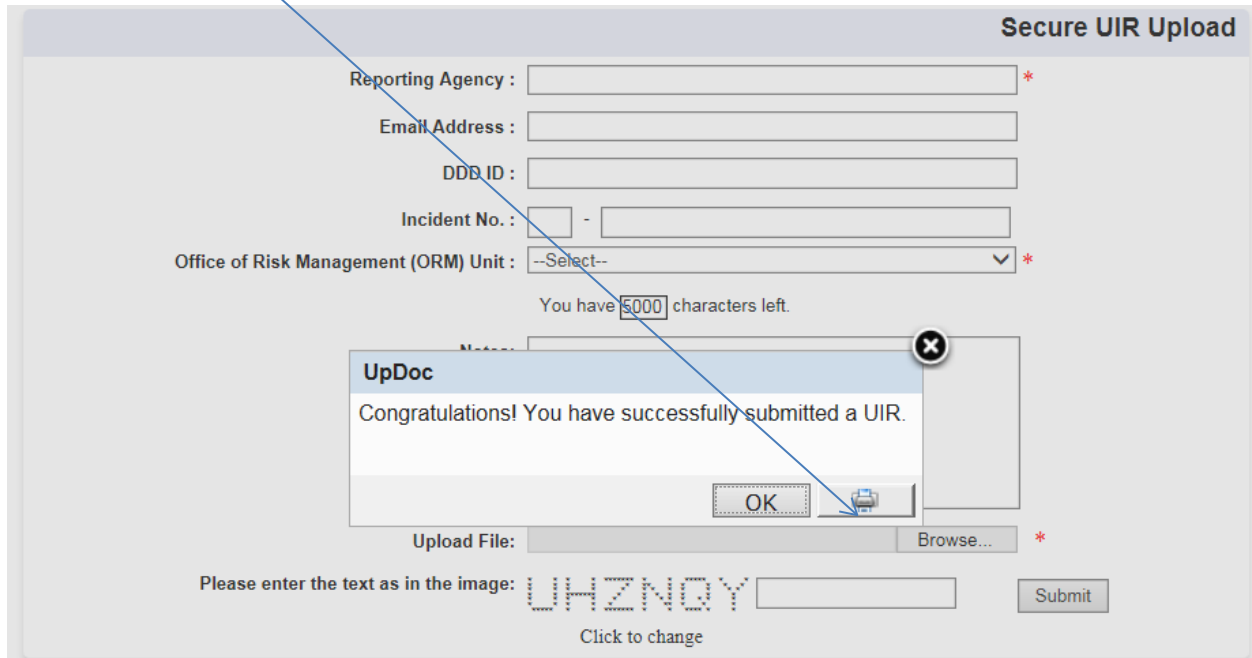 Secure UIR Upload
Reporting Agency : *
Email Address :
DDD ID :
Incident No. : -
Office of Risk Management (ORM) Unit : --Select-- *
You have 5000 characters left.
Notes:
UpDoc
Congratulations! You have successfully submitted a UIR.
OK
Upload File: Browse... *
Please enter the text as in the image: UHZNQY Submit
Click to change